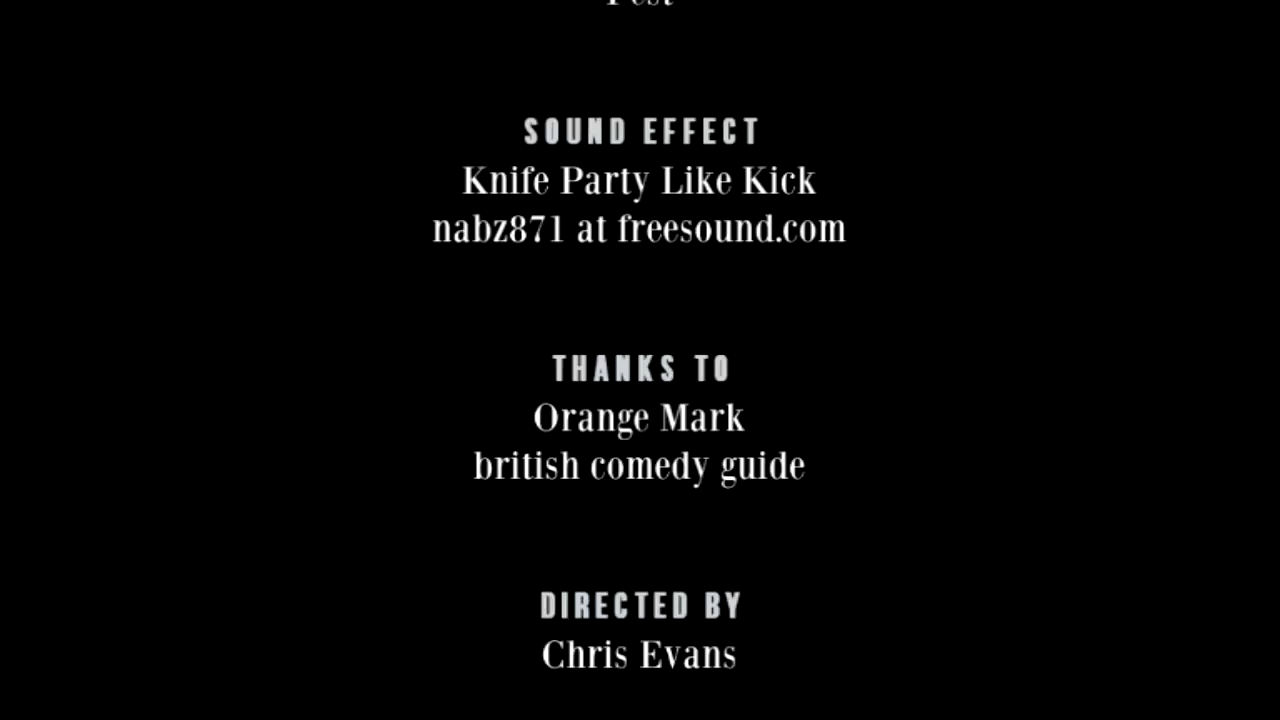 SOUND EFFECT
Knife Party Like Kick
nabz871 at freesound.com
THANKS TO
Orange Mark
british comedy guide
DIRECTED BY
Chris Evans